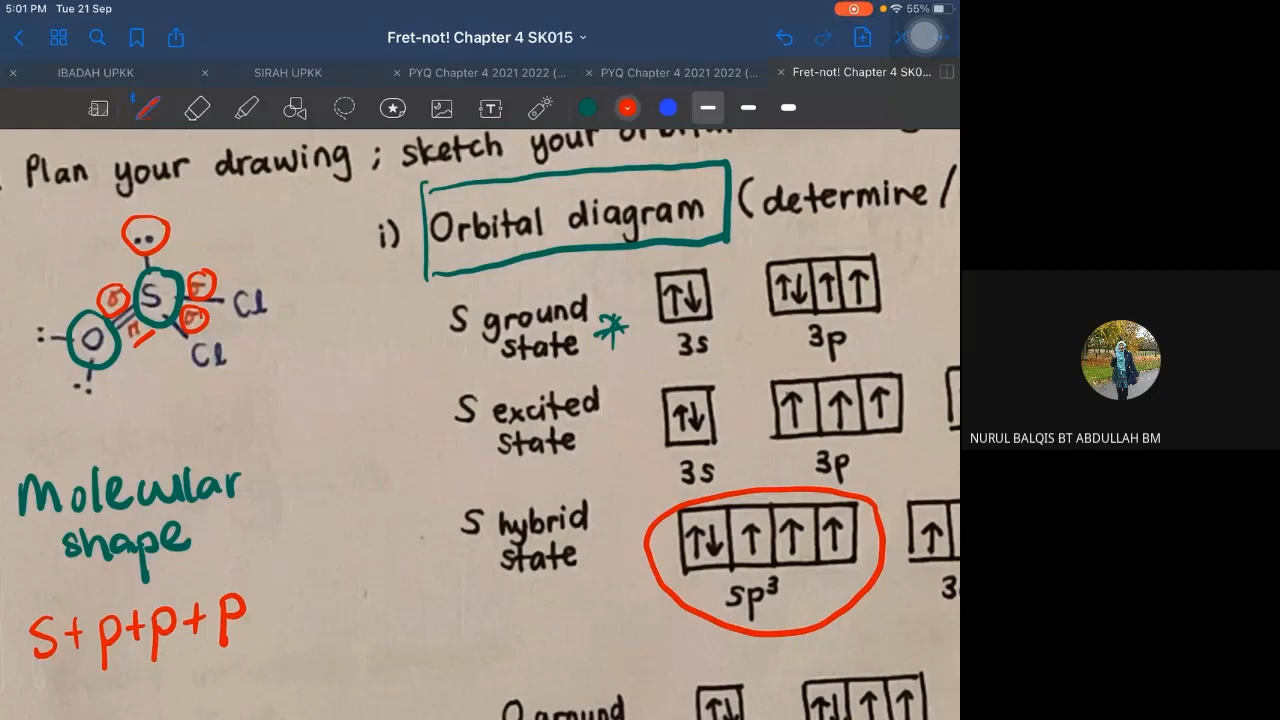 5:01 PM Tue 21 Sep
55%
Fret-not! Chapter 4 SK015
IBADAH UPKK
SIRAH UPKK
PYQ Chapter 4 2021 2022 (...
PYQ Chapter 4 2021 2022 (...
Fret-not! Chapter 4 SK0...
Plan your drawing ; sketch your orbital
i) Orbital diagram (determine /
S
O
Cl
Cl
σ
σ
σ
π
S ground state *
3s
3p
S excited state
3s
3p
S hybrid state
sp³
3
Molecular
shape
S+p+p+p
O ground
NURUL BALQIS BT ABDULLAH BM